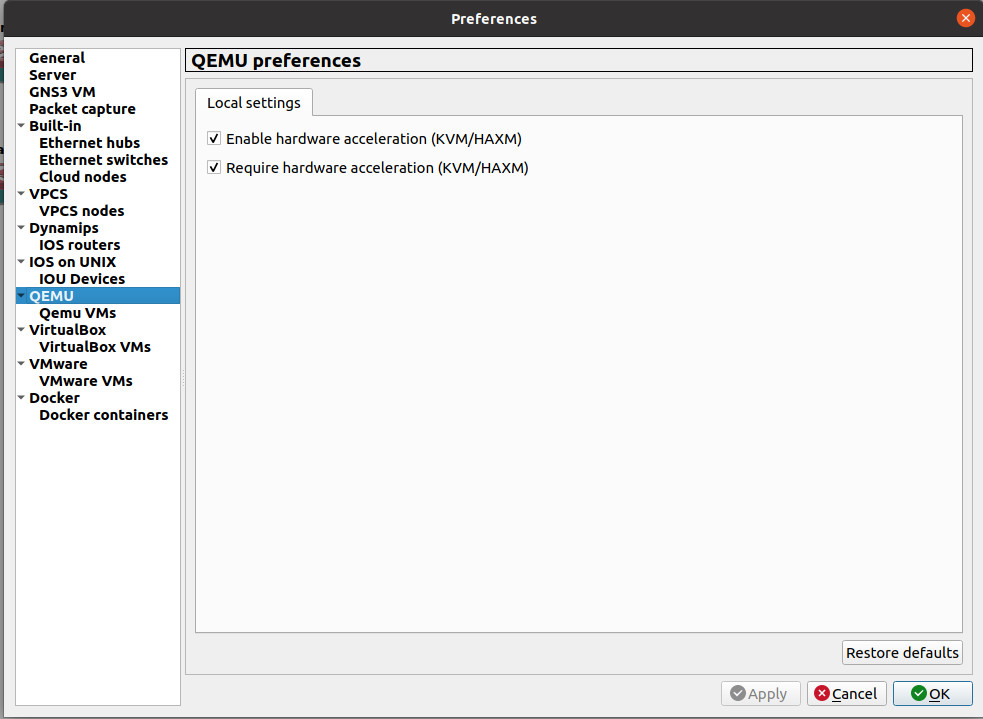 Preferences
General
Server
GNS3 VM
Packet capture
Built-in
Ethernet hubs
Ethernet switches
Cloud nodes
VPCS
VPCS nodes
Dynamips
IOS routers
IOS on UNIX
IOU Devices
QEMU
Qemu VMs
VirtualBox
VirtualBox VMs
VMware
VMware VMs
Docker
Docker containers
QEMU preferences
Local settings
Enable hardware acceleration (KVM/HAXM)
Require hardware acceleration (KVM/HAXM)
Restore defaults
Apply
Cancel
OK